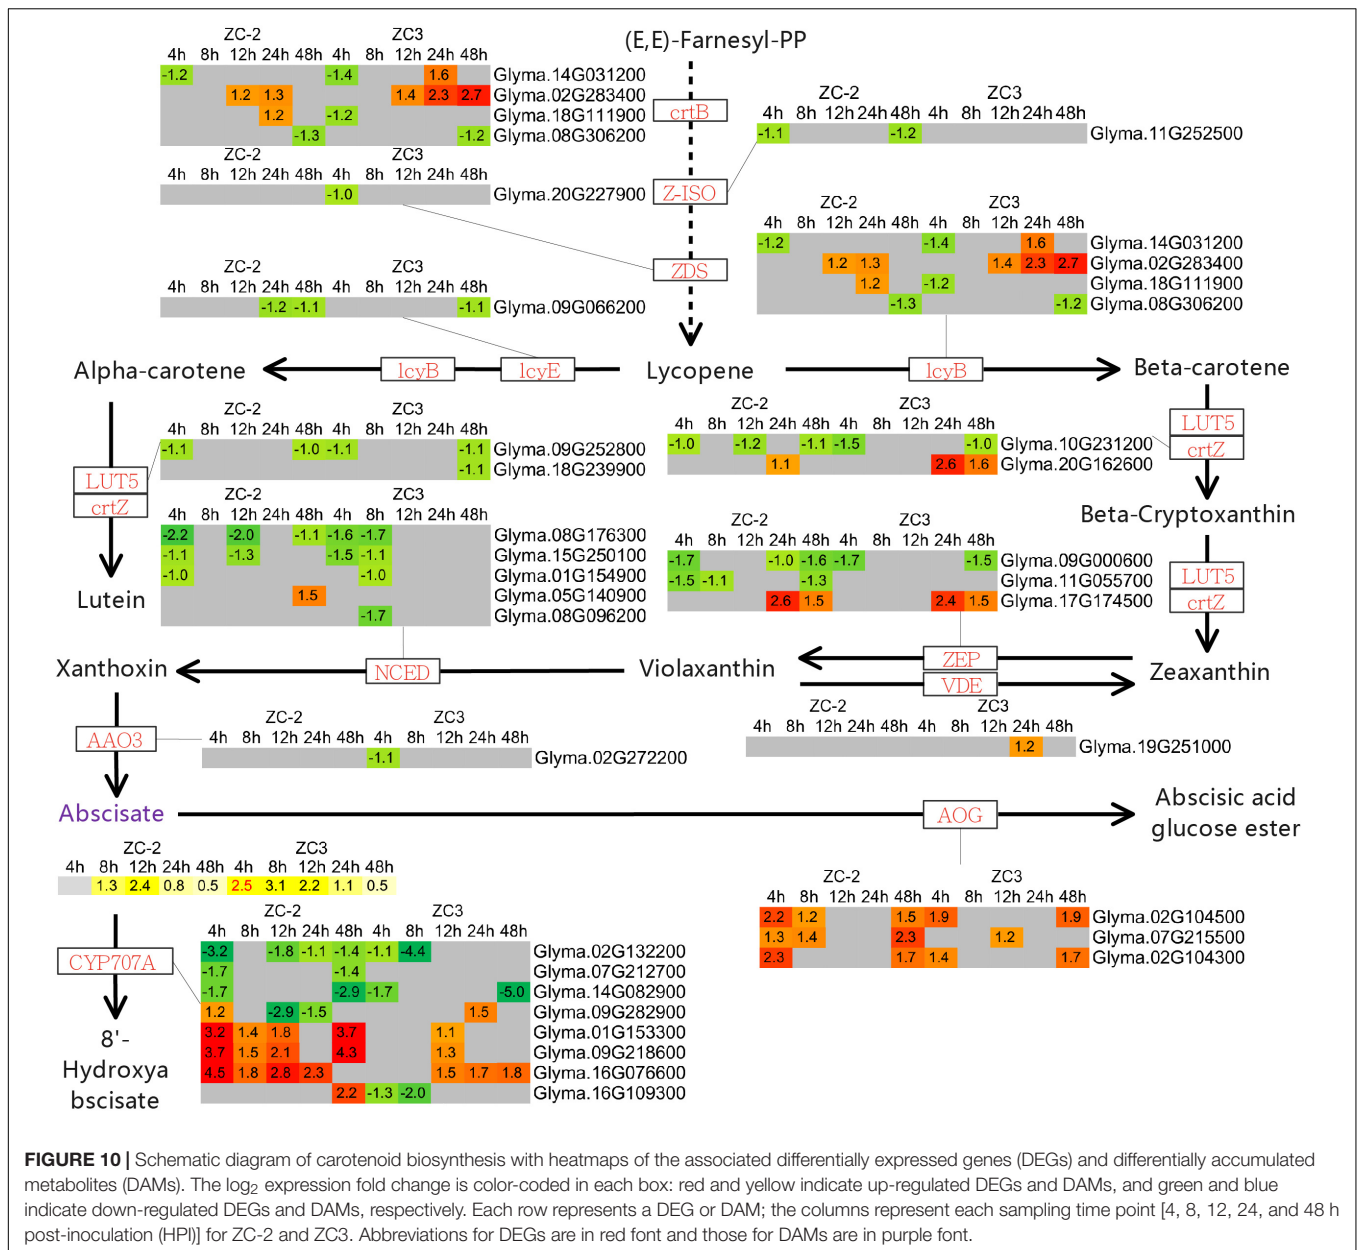 ZC-2 ZC3
4h 8h 12h 24h 48h 4h 8h 12h 24h 48h
-1.2 -1.4 1.6 Glyma.14G031200
1.2 1.3 1.4 2.3 2.7 Glyma.02G283400
1.2 -1.2 Glyma.18G111900
-1.3 -1.2 Glyma.08G306200
(E,E)-Farnesyl-PP
crtB
ZC-2 ZC3
4h 8h 12h 24h 48h 4h 8h 12h 24h 48h
-1.1 -1.2 Glyma.11G252500
ZC-2 ZC3
4h 8h 12h 24h 48h 4h 8h 12h 24h 48h
-1.0 Glyma.20G227900
Z-ISO
ZDS
ZC-2 ZC3
4h 8h 12h 24h 48h 4h 8h 12h 24h 48h
-1.2 -1.4 1.6 Glyma.14G031200
1.2 1.3 1.4 2.3 2.7 Glyma.02G283400
1.2 -1.2 Glyma.18G111900
-1.3 -1.2 Glyma.08G306200
ZC-2 ZC3
4h 8h 12h 24h 48h 4h 8h 12h 24h 48h
-1.2 -1.1 -1.1 Glyma.09G066200
Alpha-carotene lcyB lcyE Lycopene lcyB Beta-carotene
ZC-2 ZC3
4h 8h 12h 24h 48h 4h 8h 12h 24h 48h
-1.1 -1.0 -1.1 -1.1 Glyma.09G252800
-1.1 Glyma.18G239900
LUT5
crtZ
ZC-2 ZC3
4h 8h 12h 24h 48h 4h 8h 12h 24h 48h
-1.0 -1.2 -1.1 -1.5 -1.0 Glyma.10G231200
1.1 2.6 1.6 Glyma.20G162600
LUT5
crtZ
Beta-Cryptoxanthin
LUT5
crtZ
ZC-2 ZC3
4h 8h 12h 24h 48h 4h 8h 12h 24h 48h
-2.2 -2.0 -1.1 -1.6 -1.7 Glyma.08G176300
-1.1 -1.3 -1.5 -1.1 Glyma.15G250100
-1.0 -1.0 Glyma.01G154900
1.5 Glyma.05G140900
-1.7 Glyma.08G096200
Lutein
ZC-2 ZC3
4h 8h 12h 24h 48h 4h 8h 12h 24h 48h
-1.7 -1.0 -1.6 -1.7 -1.5 Glyma.09G000600
-1.5 -1.1 -1.3 Glyma.11G055700
2.6 1.5 2.4 1.5 Glyma.17G174500
Xanthoxin NCED Violaxanthin ZEP Zeaxanthin
VDE
AAO3
ZC-2 ZC3
4h 8h 12h 24h 48h 4h 8h 12h 24h 48h
-1.1 Glyma.02G272200
ZC-2 ZC3
4h 8h 12h 24h 48h 4h 8h 12h 24h 48h
1.2 Glyma.19G251000
Abscisate AOG Abscisic acid
glucose ester
ZC-2 ZC3
4h 8h 12h 24h 48h 4h 8h 12h 24h 48h
1.3 2.4 0.8 0.5 2.5 3.1 2.2 1.1 0.5
ZC-2 ZC3
4h 8h 12h 24h 48h 4h 8h 12h 24h 48h
2.2 1.2 1.5 1.9 1.9 Glyma.02G104500
1.3 1.4 2.3 1.2 Glyma.07G215500
2.3 1.7 1.4 1.7 Glyma.02G104300
CYP707A
8'-
Hydroxya
bscisate
ZC-2 ZC3
4h 8h 12h 24h 48h 4h 8h 12h 24h 48h
-3.2 -1.8 -1.1 -1.4 -1.1 -4.4 Glyma.02G132200
-1.7 -1.4 Glyma.07G212700
-1.7 -2.9 -1.7 -5.0 Glyma.14G082900
1.2 -2.9 -1.5 1.5 Glyma.09G282900
3.2 1.4 1.8 3.7 1.1 Glyma.01G153300
3.7 1.5 2.1 4.3 1.3 Glyma.09G218600
4.5 1.8 2.8 2.3 1.5 1.7 1.8 Glyma.16G076600
2.2 -1.3 -2.0 Glyma.16G109300
FIGURE 10 | Schematic diagram of carotenoid biosynthesis with heatmaps of the associated differentially expressed genes (DEGs) and differentially accumulated
metabolites (DAMs). The log2 expression fold change is color-coded in each box: red and yellow indicate up-regulated DEGs and DAMs, and green and blue
indicate down-regulated DEGs and DAMs, respectively. Each row represents a DEG or DAM; the columns represent each sampling time point [4, 8, 12, 24, and 48 h
post-inoculation (HPI)] for ZC-2 and ZC3. Abbreviations for DEGs are in red font and those for DAMs are in purple font.